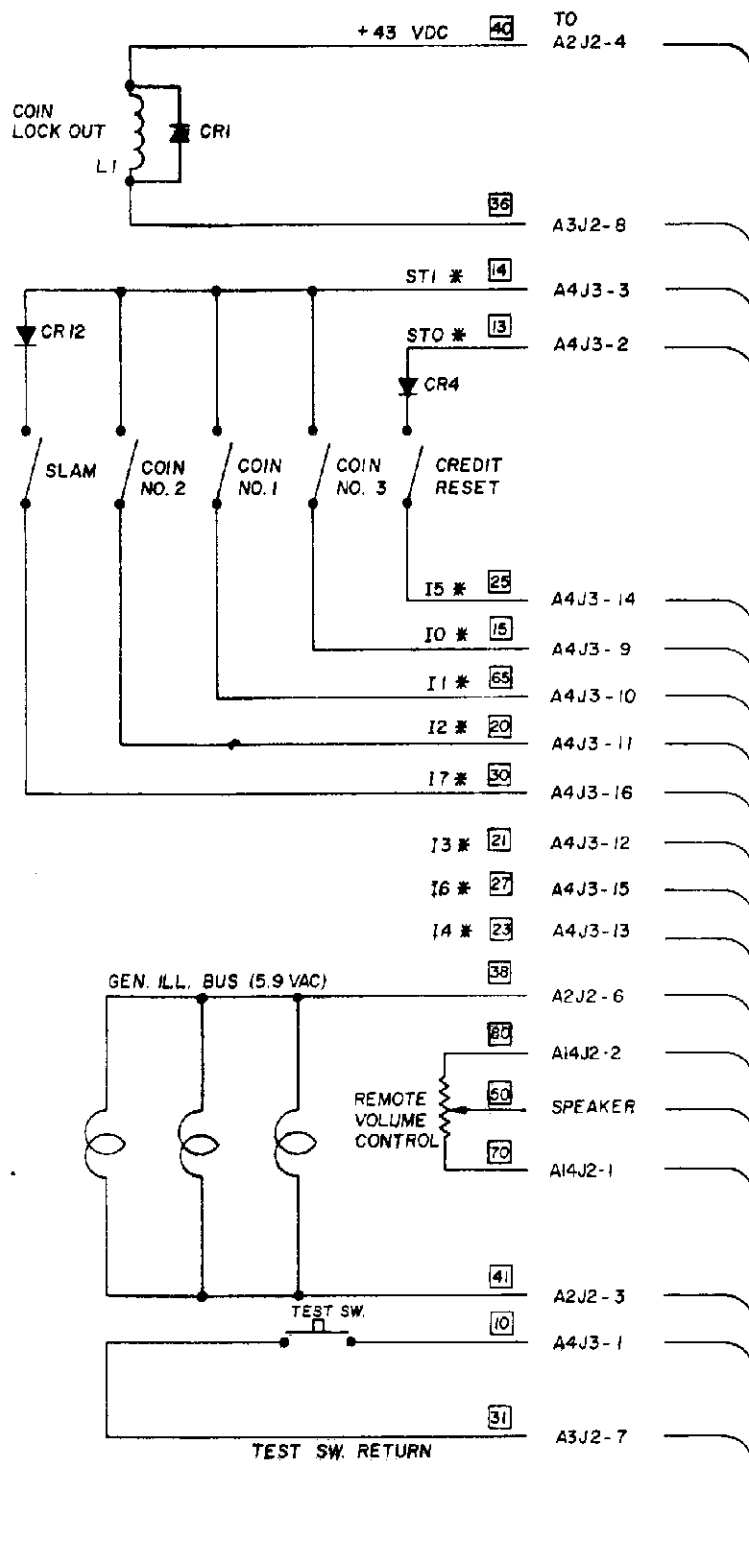 TO
+43 VDC 40 A2J2-4
COIN
LOCK OUT
CR1
L1
36 A3J2-8
ST1 * 14 A4J3-3
CR12
ST0 * 13 A4J3-2
CR4
SLAM
COIN
NO. 2
COIN
NO. 1
COIN
NO. 3
CREDIT
RESET
I5 * 25 A4J3-14
I0 * 15 A4J3-9
I1 * 65 A4J3-10
I2 * 20 A4J3-11
I7 * 30 A4J3-16
I3 * 21 A4J3-12
I6 * 27 A4J3-15
I4 * 23 A4J3-13
GEN. ILL. BUS (5.9 VAC) 38 A2J2-6
80 A14J2-2
REMOTE
VOLUME
CONTROL
60 SPEAKER
70 A14J2-1
41 A2J2-3
TEST SW.
10 A4J3-1
31 A3J2-7
TEST SW. RETURN